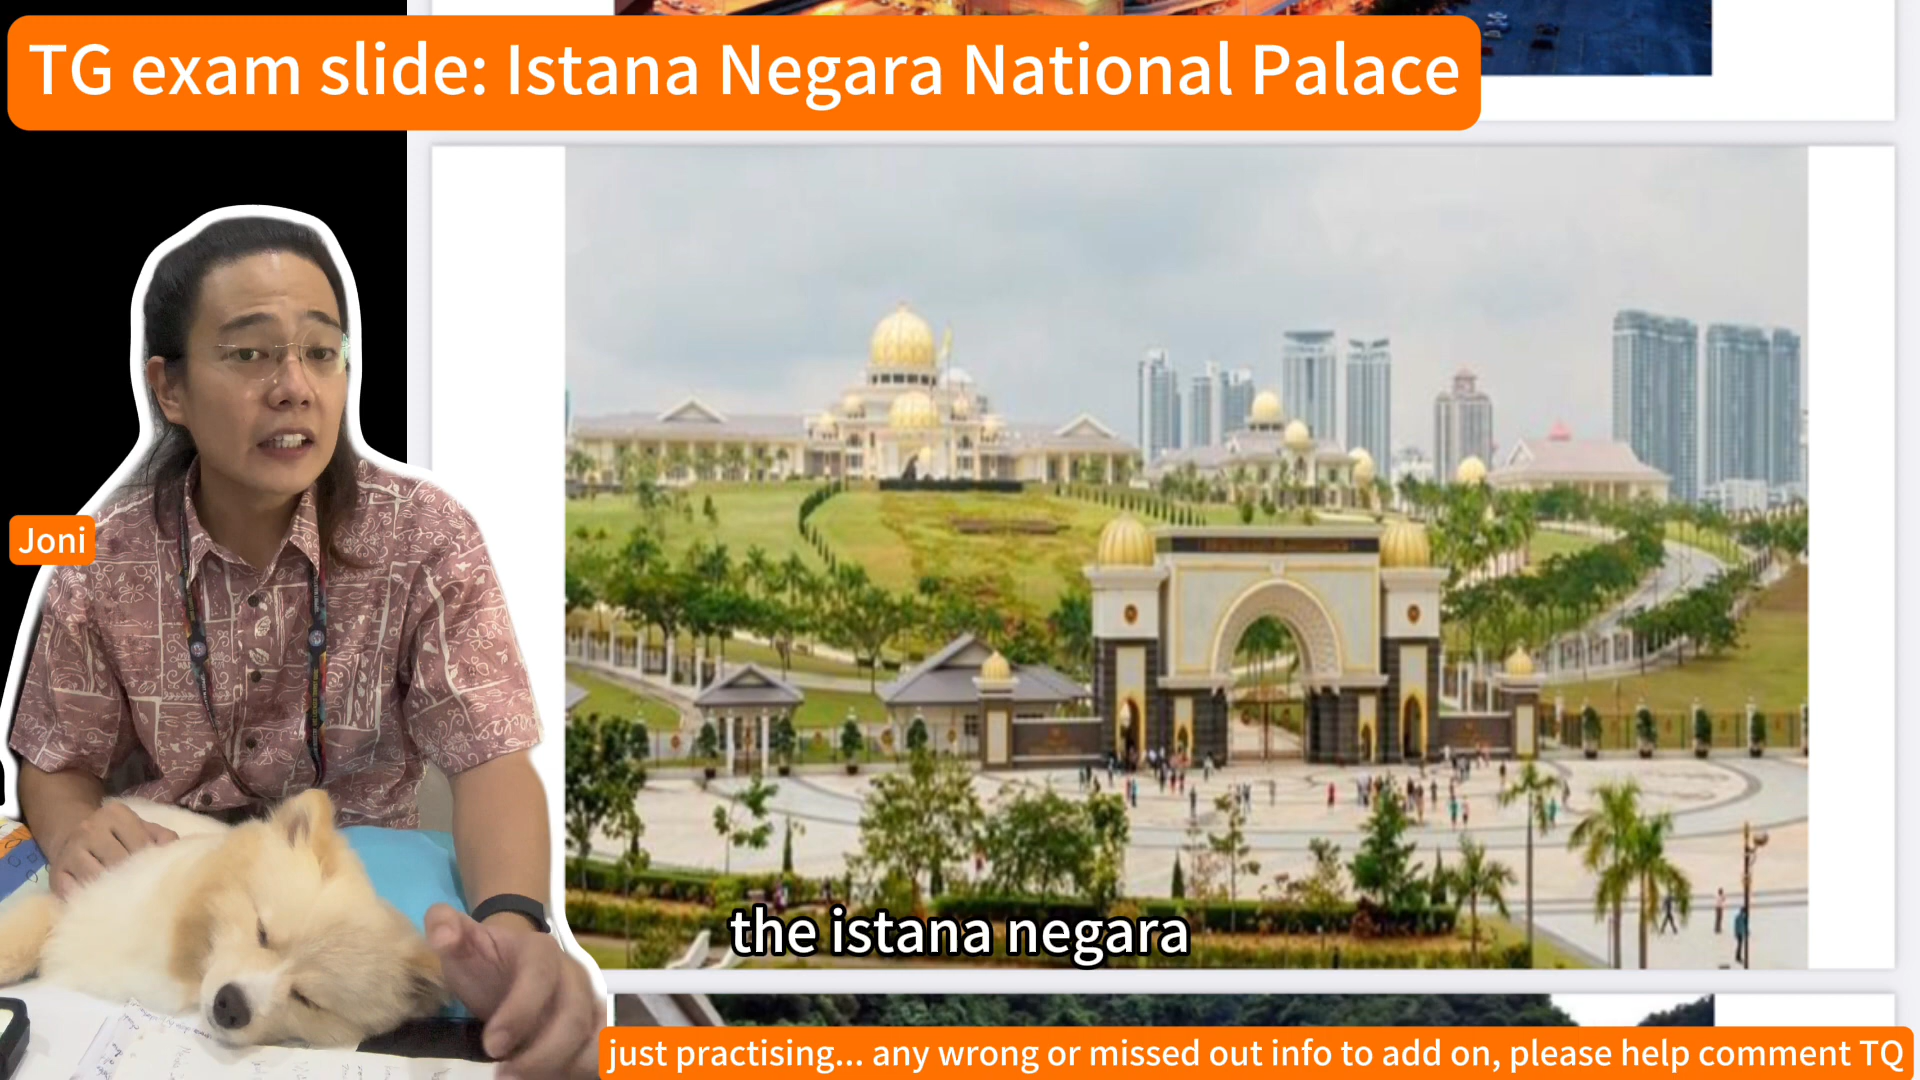 TG exam slide: Istana Negara National Palace
Joni
the istana negara
just practising... any wrong or missed out info to add on, please help comment TQ